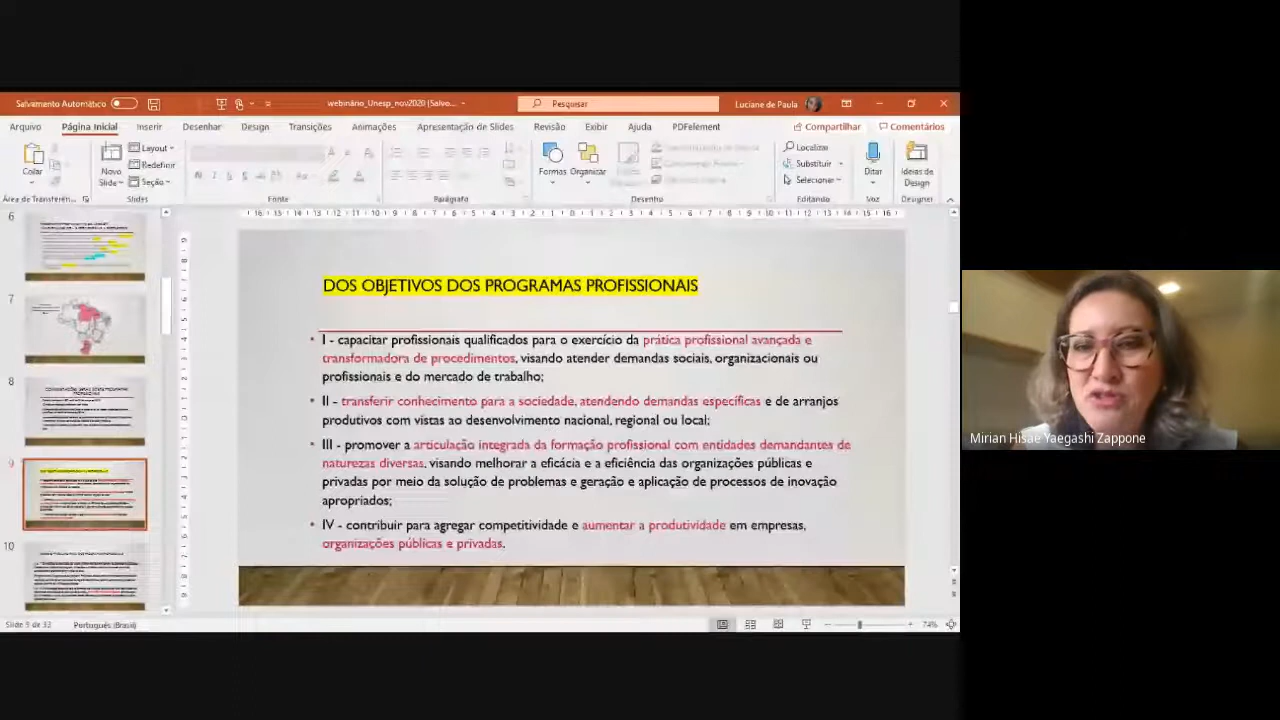 Salvamento Automático
webinário_Unesp_nov2020 (Salvo...
Pesquisar
Luciane de Paula
Arquivo
Página Inicial
Inserir
Desenhar
Design
Transições
Animações
Apresentação de Slides
Revisão
Exibir
Ajuda
PDFelement
Compartilhar
Comentários
Colar
Novo
Slide
Layout
Redefinir
Seção
Formas
Organizar
Localizar
Substituir
Selecionar
Ditar
Ideias de
Design
Área de Transferên...
Slides
Fonte
Parágrafo
Desenho
Editando
Voz
Designer
6
7
8
9
10
DOS OBJETIVOS DOS PROGRAMAS PROFISSIONAIS
• I - capacitar profissionais qualificados para o exercício da prática profissional avançada e
transformadora de procedimentos, visando atender demandas sociais, organizacionais ou
profissionais e do mercado de trabalho;
• II - transferir conhecimento para a sociedade, atendendo demandas específicas e de arranjos
produtivos com vistas ao desenvolvimento nacional, regional ou local;
• III - promover a articulação integrada da formação profissional com entidades demandantes de
naturezas diversas, visando melhorar a eficácia e a eficiência das organizações públicas e
privadas por meio da solução de problemas e geração e aplicação de processos de inovação
apropriados;
• IV - contribuir para agregar competitividade e aumentar a produtividade em empresas,
organizações públicas e privadas.
Mirian Hisae Yaegashi Zappone
Slide 9 de 32
Português (Brasil)
74%